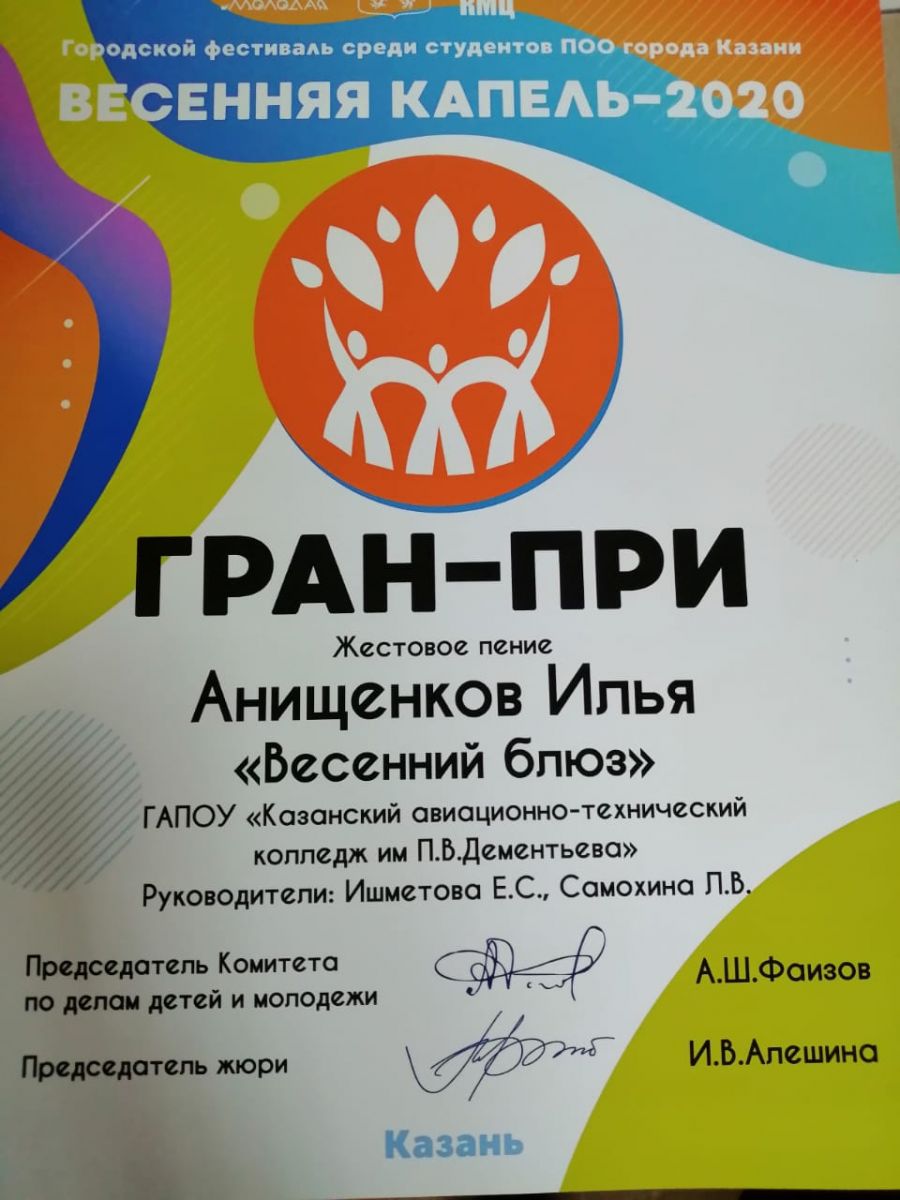 МОЛОДАЯ
КМЦ
Городской фестиваль среди студентов ПОО города Казани
ВЕСЕННЯЯ КАПЕЛЬ-2020
ГРАН-ПРИ
Жестовое пение
Анищенков Илья
«Весенний блюз»
ГАПОУ «Казанский авиационно-технический
колледж им П.В.Дементьева»
Руководители: Ишметова Е.С., Самохина Л.В.
Председатель Комитета
по делам детей и молодежи
А.Ш.Фаизов
Председатель жюри
И.В.Алешина
Казань